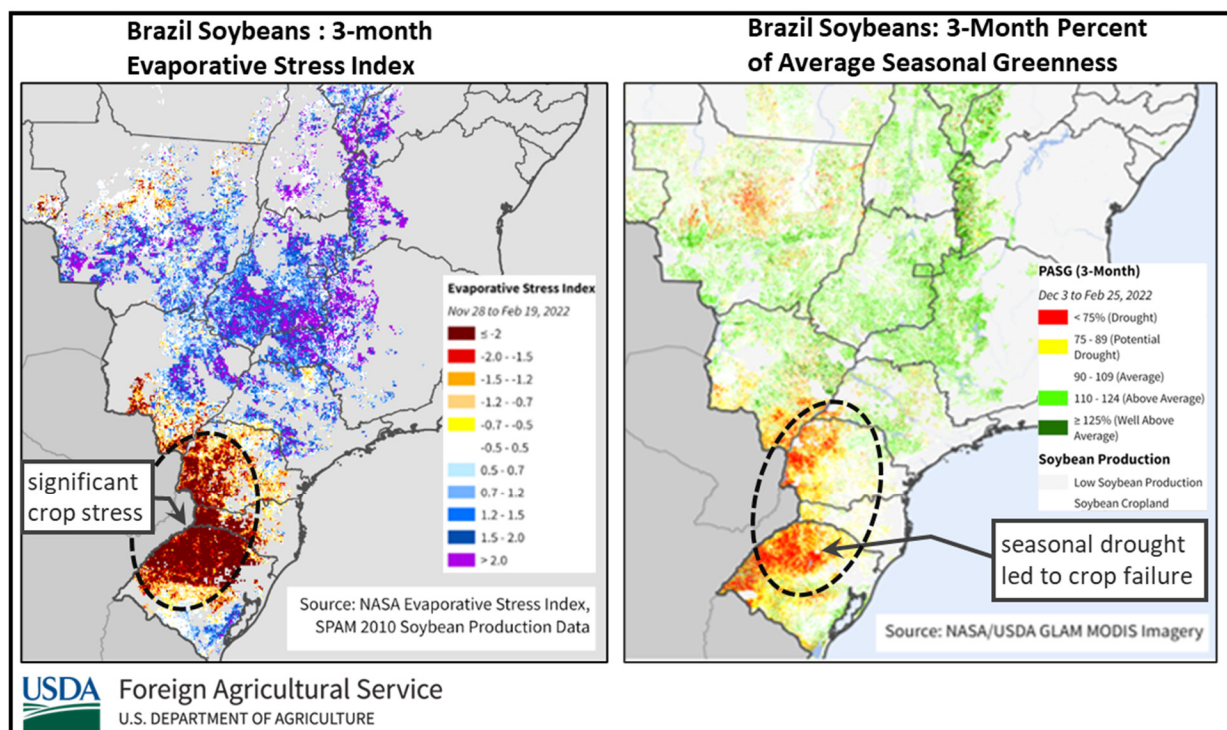 Brazil Soybeans : 3-month
Evaporative Stress Index
Evaporative Stress Index
Nov 28 to Feb 19, 2022
≤ -2
-2.0 - -1.5
-1.5 - -1.2
-1.2 - -0.7
-0.7 - -0.5
-0.5 - 0.5
0.5 - 0.7
0.7 - 1.2
1.2 - 1.5
1.5 - 2.0
> 2.0
significant
crop stress
Source: NASA Evaporative Stress Index,
SPAM 2010 Soybean Production Data
Brazil Soybeans: 3-Month Percent
of Average Seasonal Greenness
PASG (3-Month)
Dec 3 to Feb 25, 2022
< 75% (Drought)
75 - 89 (Potential
Drought)
90 - 109 (Average)
110 - 124 (Above Average)
≥ 125% (Well Above
Average)
Soybean Production
Low Soybean Production
Soybean Cropland
seasonal drought
led to crop failure
Source: NASA/USDA GLAM MODIS Imagery
USDA
Foreign Agricultural Service
U.S. DEPARTMENT OF AGRICULTURE